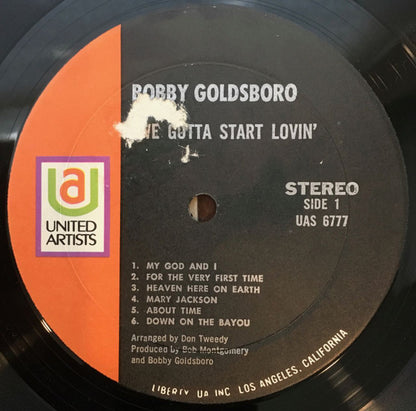 BOBBY GOLDSBORO
GOTTA START LOVIN'
UA
UNITED
ARTISTS
STEREO
SIDE 1
UAS 6777
1. MY GOD AND I
2. FOR THE VERY FIRST TIME
3. HEAVEN HERE ON EARTH
4. MARY JACKSON
5. ABOUT TIME
6. DOWN ON THE BAYOU
Arranged by Don Tweedy
Produced by Bob Montgomery
and Bobby Goldsboro
LIBERTY UA INC LOS ANGELES, CALIFORNIA